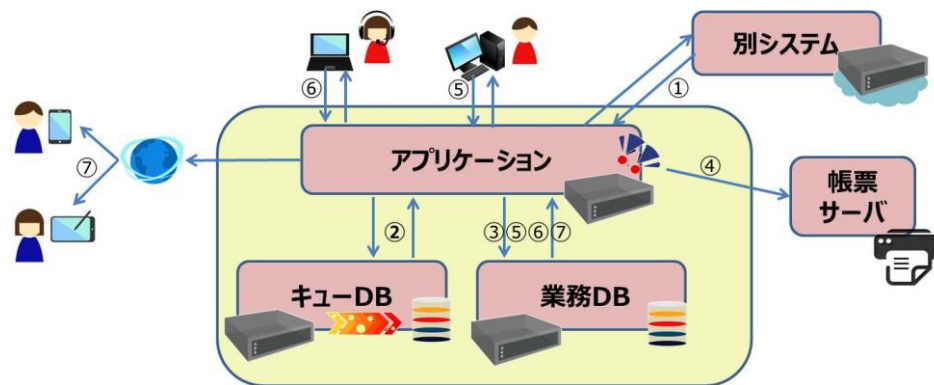 別システム
⑥
⑤
①
アプリケーション
④
⑦
帳票
サーバ
②
③⑤⑥⑦
キューDB
業務DB